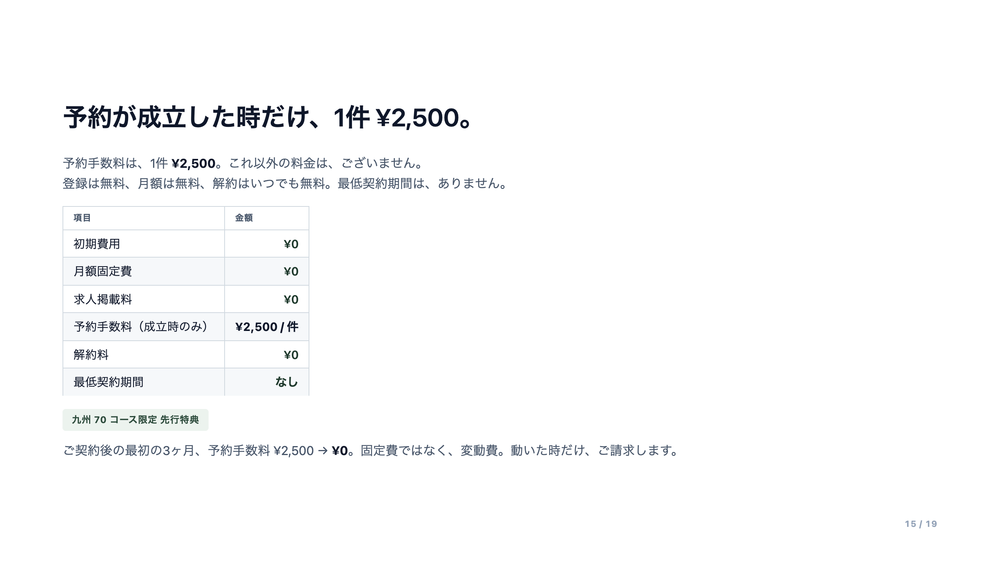 予約が成立した時だけ、1件 ¥2,500。
予約手数料は、1件 ¥2,500。これ以外の料金は、ございません。
登録は無料、月額は無料、解約はいつでも無料。最低契約期間は、ありません。
項目 金額
初期費用 ¥0
月額固定費 ¥0
求人掲載料 ¥0
予約手数料（成立時のみ） ¥2,500 / 件
解約料 ¥0
最低契約期間 なし
九州 70 コース限定 先行特典
ご契約後の最初の3ヶ月、予約手数料 ¥2,500 → ¥0。固定費ではなく、変動費。動いた時だけ、ご請求します。
15 / 19